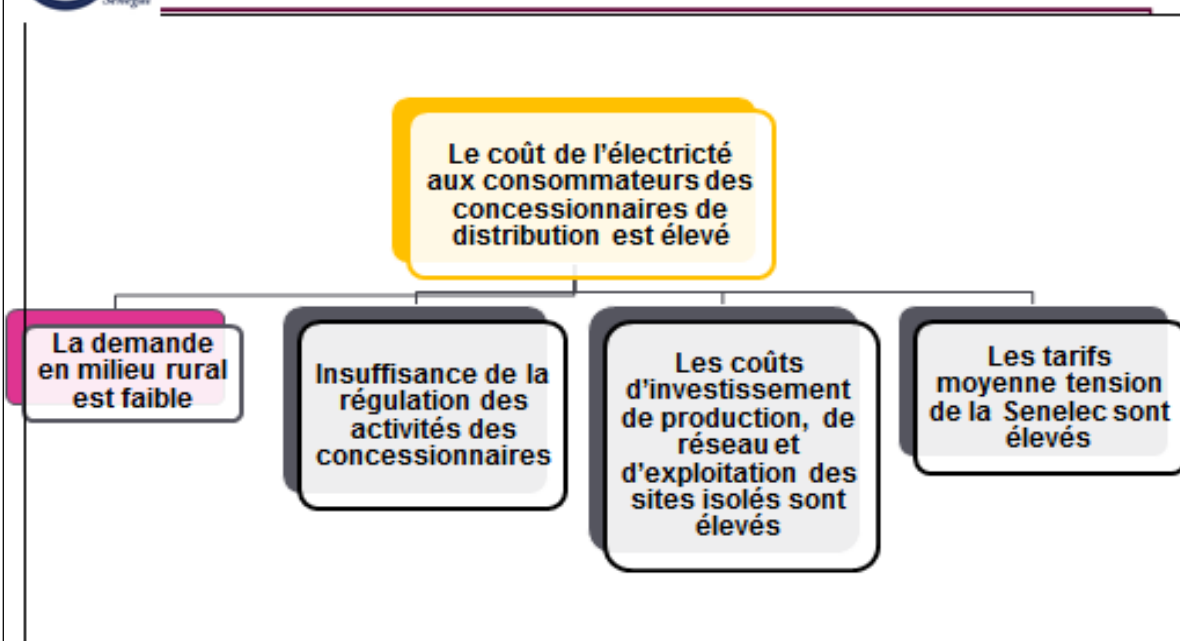 Sénégal
Le coût de l'électricté
aux consommateurs des
concessionnaires de
distribution est élevé
La demande
en milieu rural
est faible
Insuffisance de la
régulation des
activités des
concessionnaires
Les coûts
d'investissement
de production, de
réseau et
d'exploitation des
sites isolés sont
élevés
Les tarifs
moyenne tension
de la Senelec sont
élevés